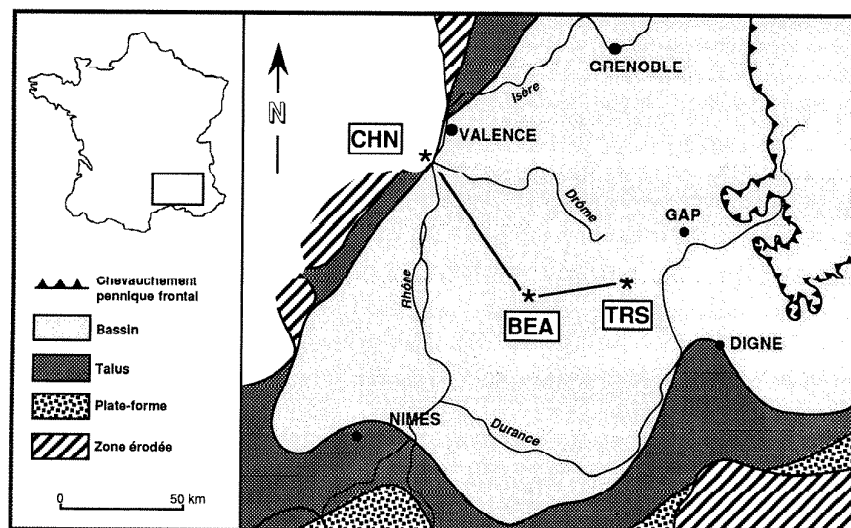 Chevauchement
pennique frontal
Bassin
Talus
Plate-forme
Zone érodée
0 50 km
N
GRENOBLE
Isère
VALENCE
CHN
Drôme
GAP
Rhône
BEA
TRS
DIGNE
NIMES
Durance